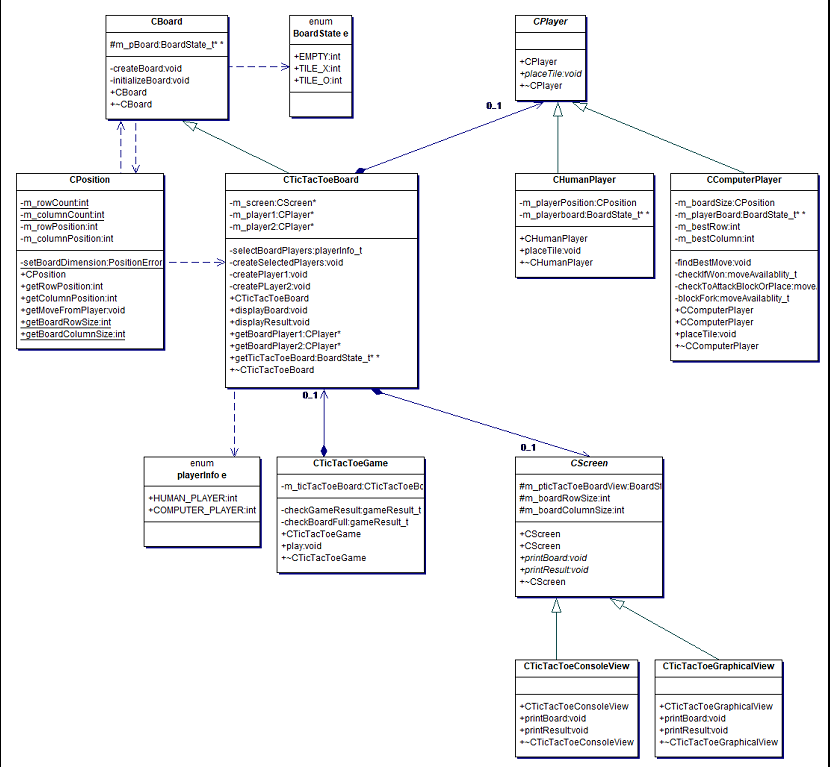 CBoard
#m_pBoard:BoardState_t* *
-createBoard:void
-initializeBoard:void
+CBoard
+~CBoard
enum
BoardState e
+EMPTY:int
+TILE_X:int
+TILE_O:int
CPlayer
+CPlayer
+placeTile:void
+~CPlayer
0..1
CPosition
-m_rowCount:int
-m_columnCount:int
-m_rowPosition:int
-m_columnPosition:int
-setBoardDimension:PositionError
+CPosition
+getRowPosition:int
+getColumnPosition:int
+getMoveFromPlayer:void
+getBoardRowSize:int
+getBoardColumnSize:int
CTicTacToeBoard
-m_screen:CScreen*
-m_player1:CPlayer*
-m_player2:CPlayer*
-selectBoardPlayers:playerInfo_t
-createSelectedPlayers:void
-createPlayer1:void
-createPLayer2:void
+CTicTacToeBoard
+displayBoard:void
+displayResult:void
+getBoardPlayer1:CPlayer*
+getBoardPlayer2:CPlayer*
+getTicTacToeBoard:BoardState_t* *
+~CTicTacToeBoard
CHumanPlayer
-m_playerPosition:CPosition
-m_playerboard:BoardState_t* *
+CHumanPlayer
+placeTile:void
+~CHumanPlayer
CComputerPlayer
-m_boardSize:CPosition
-m_playerBoard:BoardState_t* *
-m_bestRow:int
-m_bestColumn:int
-findBestMove:void
-checkIfWon:moveAvailablity_t
-checkToAttackBlockOrPlace:move
-blockFork:moveAvailablity_t
+CComputerPlayer
+CComputerPlayer
+placeTile:void
+~CComputerPlayer
0..1
0..1
enum
playerInfo e
+HUMAN_PLAYER:int
+COMPUTER_PLAYER:int
CTicTacToeGame
-m_ticTacToeBoard:CTicTacToeBo
-checkGameResult:gameResult_t
-checkBoardFull:gameResult_t
+CTicTacToeGame
+play:void
+~CTicTacToeGame
CScreen
#m_pticTacToeBoardView:BoardSt
#m_boardRowSize:int
#m_boardColumnSize:int
+CScreen
+CScreen
+printBoard:void
+printResult:void
+~CScreen
CTicTacToeConsoleView
+CTicTacToeConsoleView
+printBoard:void
+printResult:void
+~CTicTacToeConsoleView
CTicTacToeGraphicalView
+CTicTacToeGraphicalView
+printBoard:void
+printResult:void
+~CTicTacToeGraphicalView